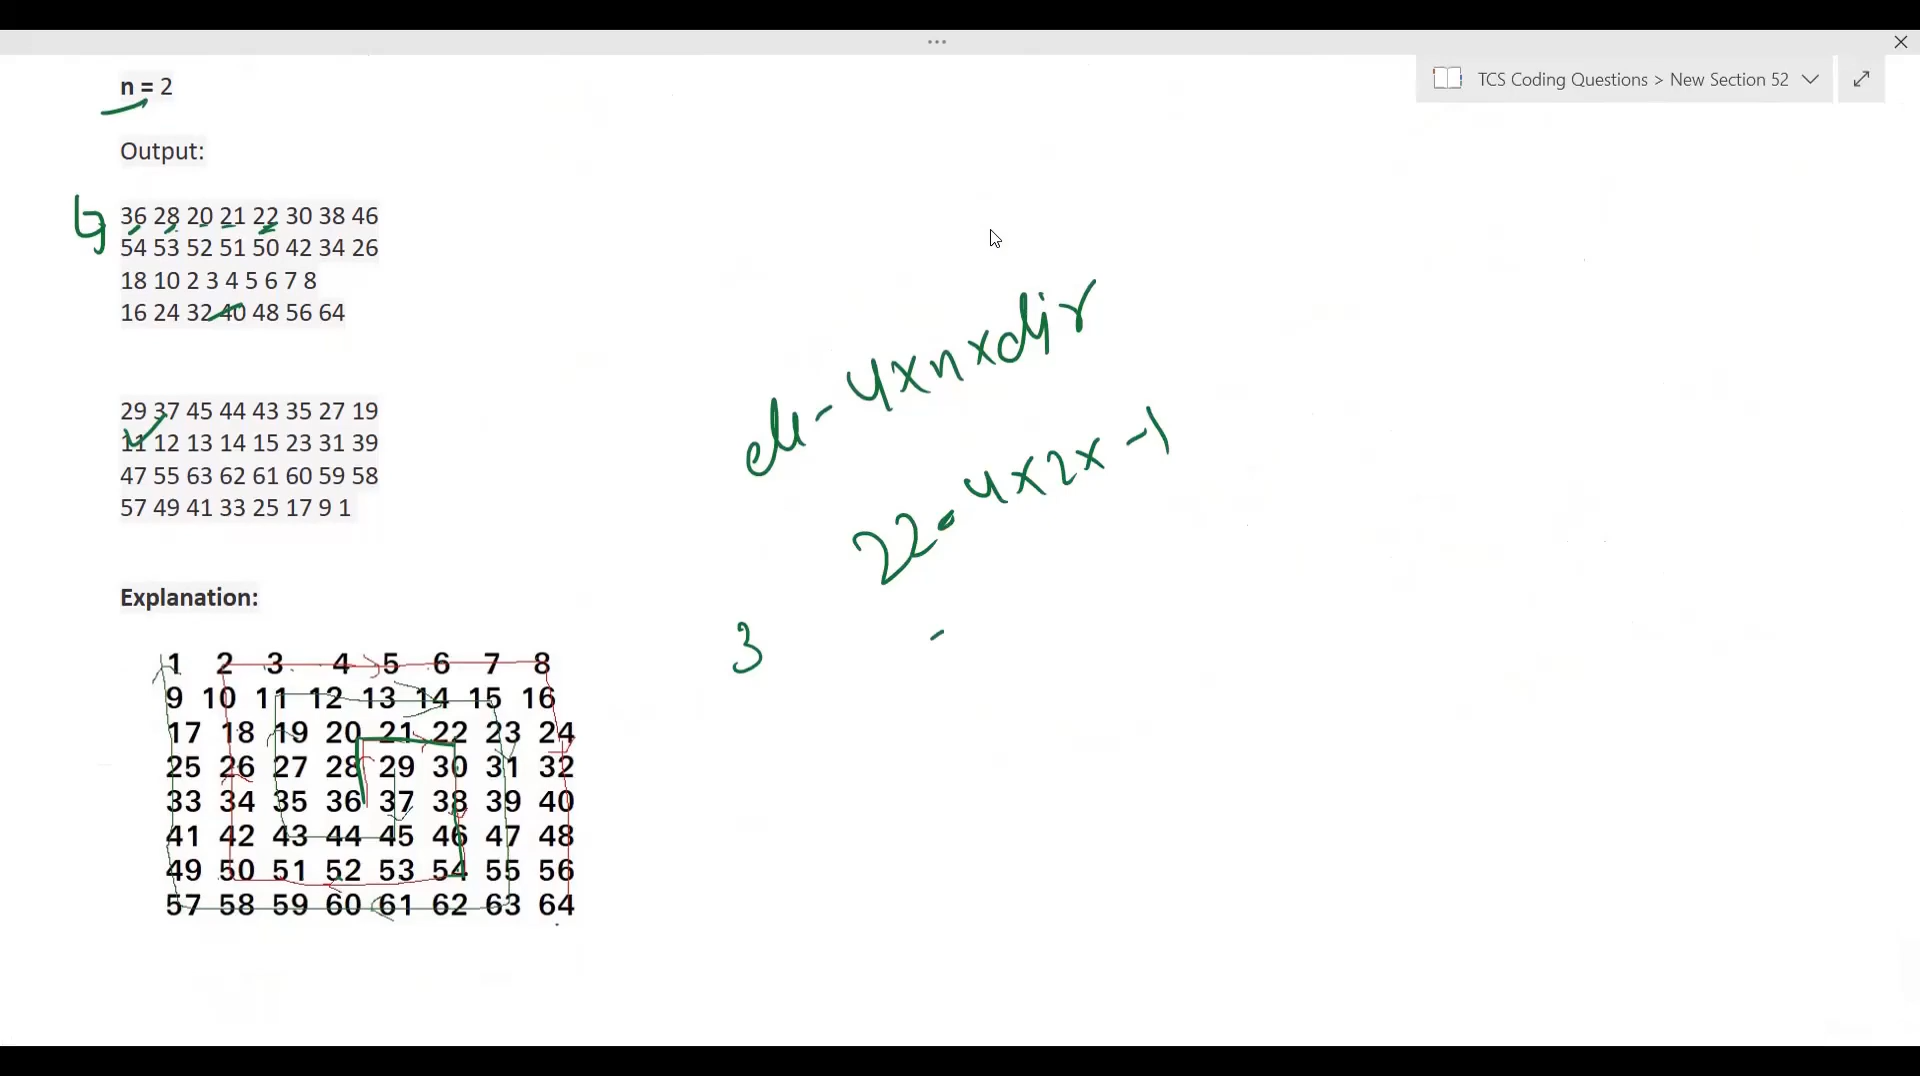 TCS Coding Questions > New Section 52
n = 2
Output:
36 28 20 21 22 30 38 46
54 53 52 51 50 42 34 26
18 10 2 3 4 5 6 7 8
16 24 32 40 48 56 64
29 37 45 44 43 35 27 19
11 12 13 14 15 23 31 39
47 55 63 62 61 60 59 58
57 49 41 33 25 17 9 1
ele - 4 x n x dir
22 - 4 x 2 x -1
3 -
Explanation:
1 2 3 4 5 6 7 8
9 10 11 12 13 14 15 16
17 18 19 20 21 22 23 24
25 26 27 28 29 30 31 32
33 34 35 36 37 38 39 40
41 42 43 44 45 46 47 48
49 50 51 52 53 54 55 56
57 58 59 60 61 62 63 64